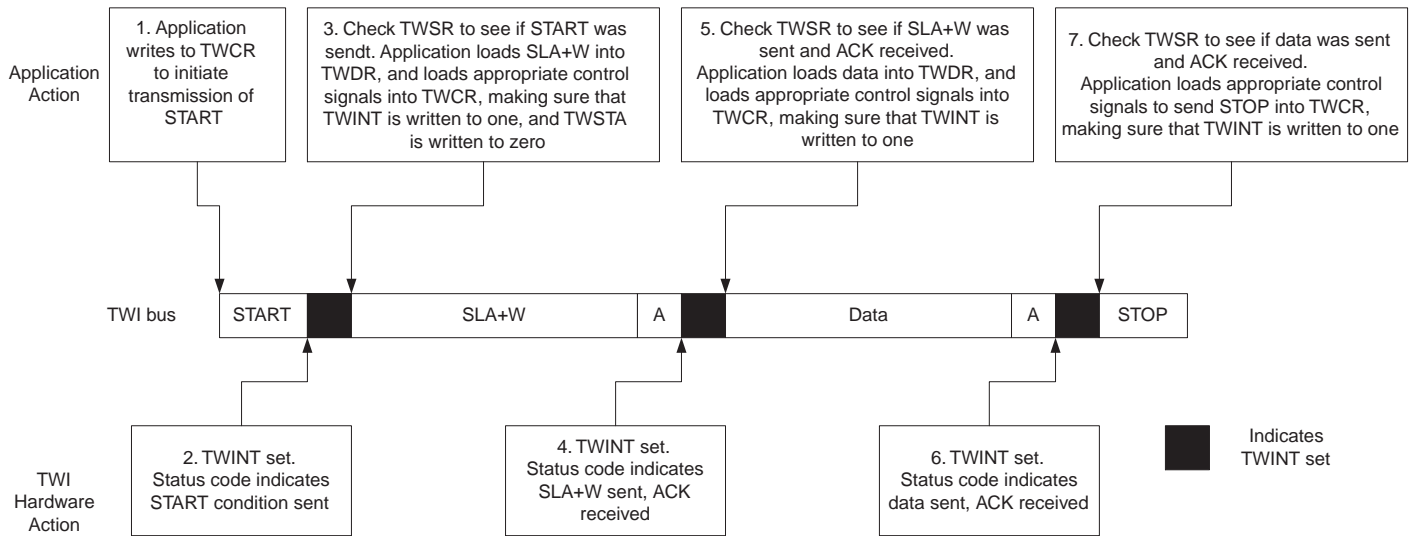 Application
Action
1. Application
writes to TWCR
to initiate
transmission of
START
3. Check TWSR to see if START was
sendt. Application loads SLA+W into
TWDR, and loads appropriate control
signals into TWCR, making sure that
TWINT is written to one, and TWSTA
is written to zero
5. Check TWSR to see if SLA+W was
sent and ACK received.
Application loads data into TWDR, and
loads appropriate control signals into
TWCR, making sure that TWINT is
written to one
7. Check TWSR to see if data was sent
and ACK received.
Application loads appropriate control
signals to send STOP into TWCR,
making sure that TWINT is written to one
TWI bus
START
SLA+W
A
Data
A
STOP
TWI
Hardware
Action
2. TWINT set.
Status code indicates
START condition sent
4. TWINT set.
Status code indicates
SLA+W sent, ACK
received
6. TWINT set.
Status code indicates
data sent, ACK received
Indicates
TWINT set